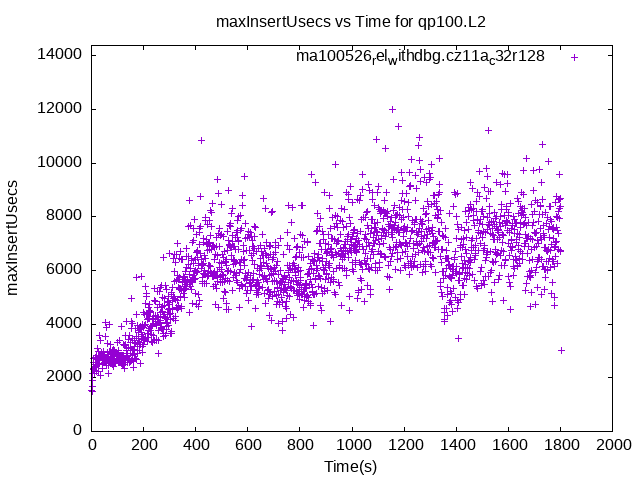 maxInsertUsecs vs Time for qp100.L2
ma100526relwithdbg.cz11ac32r128
14000
12000
10000
8000
6000
4000
2000
0
maxInsertUsecs
0 200 400 600 800 1000 1200 1400 1600 1800 2000
Time(s)